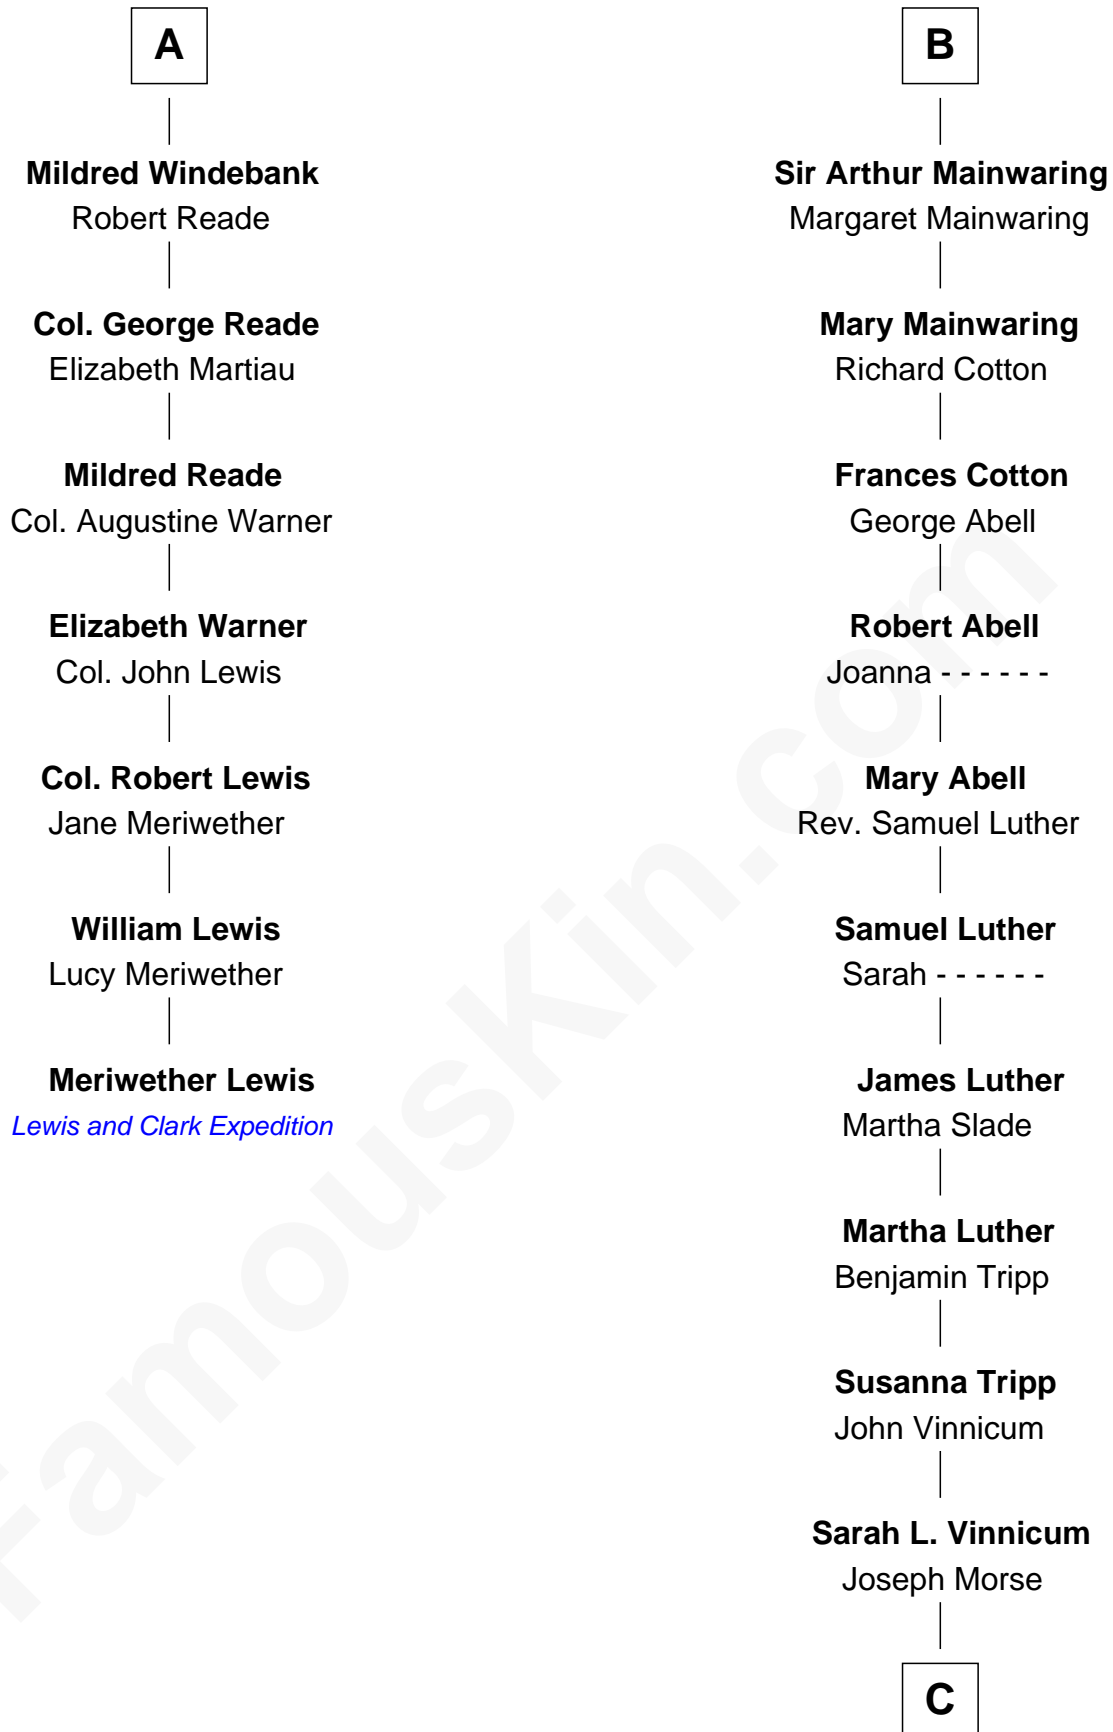 A
Mildred Windebank
Robert Reade
Col. George Reade
Elizabeth Martiau
Mildred Reade
Col. Augustine Warner
Elizabeth Warner
Col. John Lewis
Col. Robert Lewis
Jane Meriwether
William Lewis
Lucy Meriwether
Meriwether Lewis
Lewis and Clark Expedition
B
Sir Arthur Mainwaring
Margaret Mainwaring
Mary Mainwaring
Richard Cotton
Frances Cotton
George Abell
Robert Abell
Joanna - - - - - -
Mary Abell
Rev. Samuel Luther
Samuel Luther
Sarah - - - - - -
James Luther
Martha Slade
Martha Luther
Benjamin Tripp
Susanna Tripp
John Vinnicum
Sarah L. Vinnicum
Joseph Morse
C
FamousKin.com